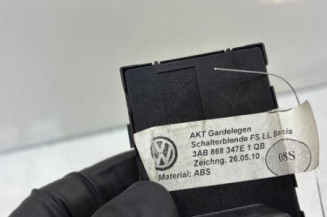 AKT Gardelegen
Schalterblende FS LL Basis
3AB 868 347E 1 QB
Zeichng, 26.05.10
Material: ABS
08S